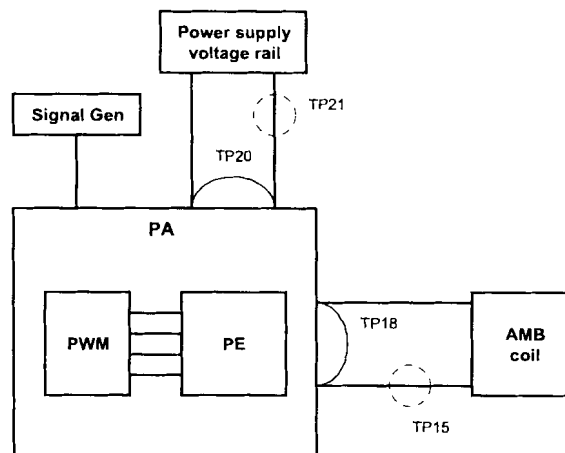 Power supply
voltage rail
Signal Gen
TP21
TP20
PA
PWM
PE
TP18
AMB
coil
TP15